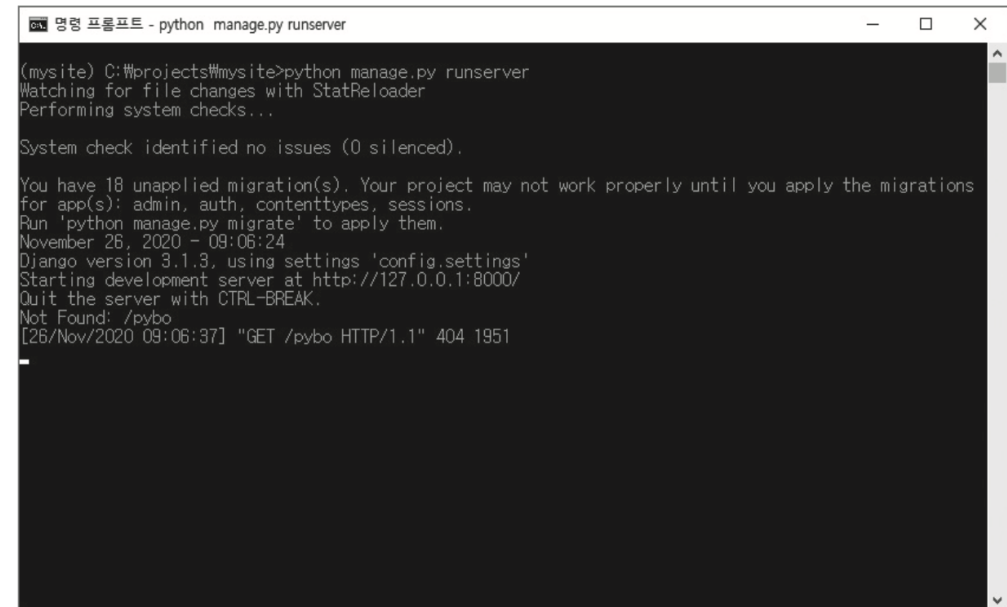 명령 프롬프트 - python manage.py runserver
(mysite) C:₩projects₩mysite>python manage.py runserver
Watching for file changes with StatReloader
Performing system checks...
System check identified no issues (0 silenced).
You have 18 unapplied migration(s). Your project may not work properly until you apply the migrations
for app(s): admin, auth, contenttypes, sessions.
Run 'python manage.py migrate' to apply them.
November 26, 2020 - 09:06:24
Django version 3.1.3, using settings 'config.settings'
Starting development server at http://127.0.0.1:8000/
Quit the server with CTRL-BREAK.
Not Found: /pybo
[26/Nov/2020 09:06:37] "GET /pybo HTTP/1.1" 404 1951